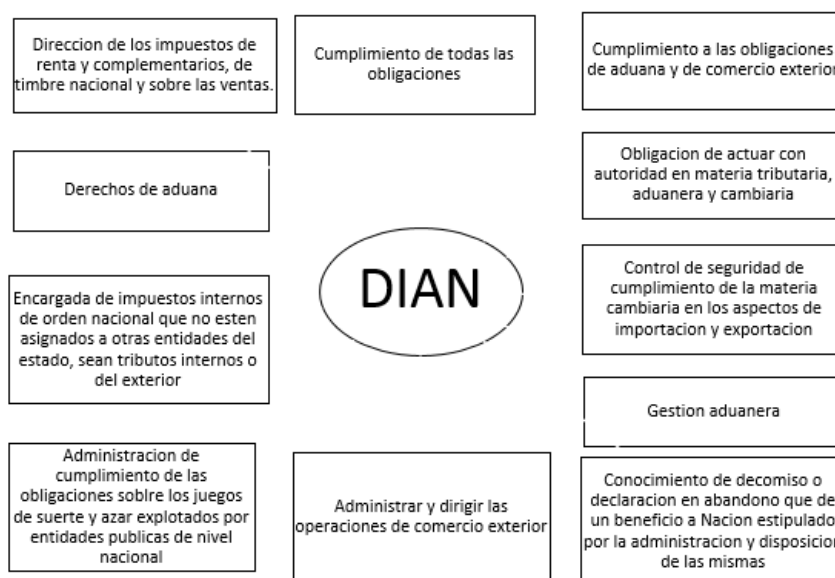 Direccion de los impuestos de
renta y complementarios, de
timbre nacional y sobre las ventas.
Cumplimiento de todas las
obligaciones
Cumplimiento a las obligaciones
de aduana y de comercio exterior
Derechos de aduana
Obligacion de actuar con
autoridad en materia tributaria,
aduanera y cambiaria
DIAN
Encargada de impuestos internos
de orden nacional que no esten
asignados a otras entidades del
estado, sean tributos internos o
del exterior
Control de seguridad de
cumplimiento de la materia
cambiaria en los aspectos de
importacion y exportacion
Gestion aduanera
Administracion de
cumplimiento de las
obligaciones soblre los juegos
de suerte y azar explotados por
entidades publicas de nivel
nacional
Administrar y dirigir las
operaciones de comercio exterior
Conocimiento de decomiso o
declaracion en abandono que de
un beneficio a Nacion estipulado
por la administracion y disposicion
de las mismas